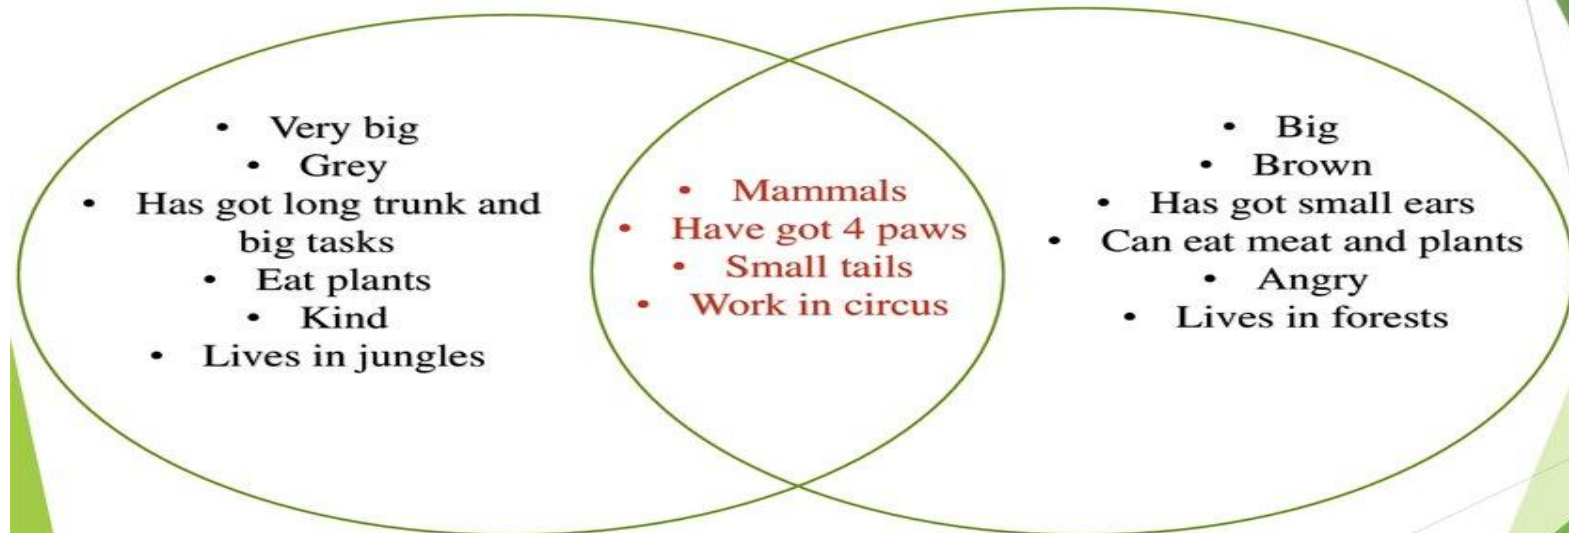 • Very big
• Grey
• Has got long trunk and
big tasks
• Eat plants
• Kind
• Lives in jungles
• Mammals
• Have got 4 paws
• Small tails
• Work in circus
• Big
• Brown
• Has got small ears
• Can eat meat and plants
• Angry
• Lives in forests